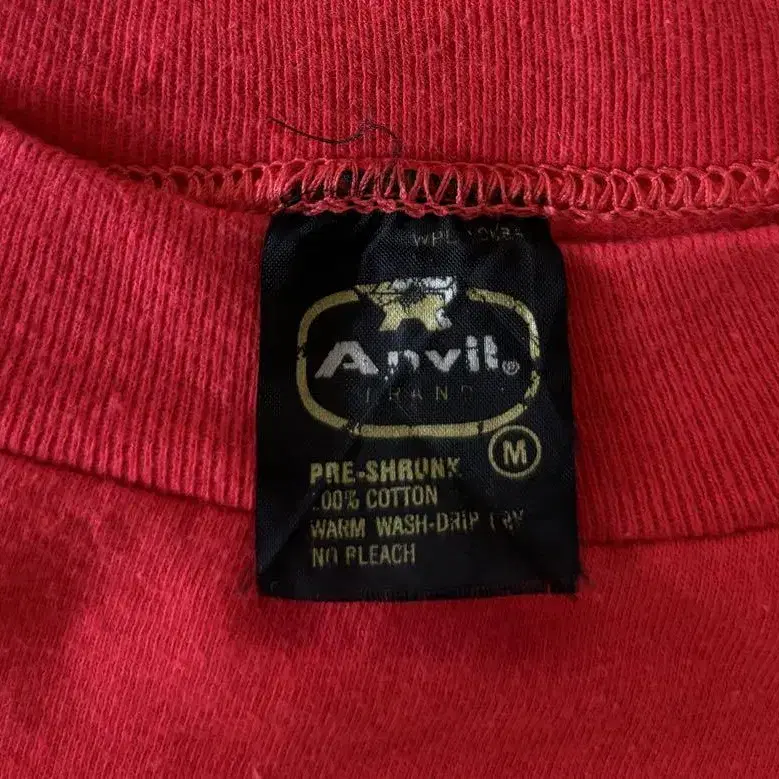 Anvil®
BRAND
M
PRE-SHRUNK
100% COTTON
WARM WASH-DRIP DRY
NO BLEACH